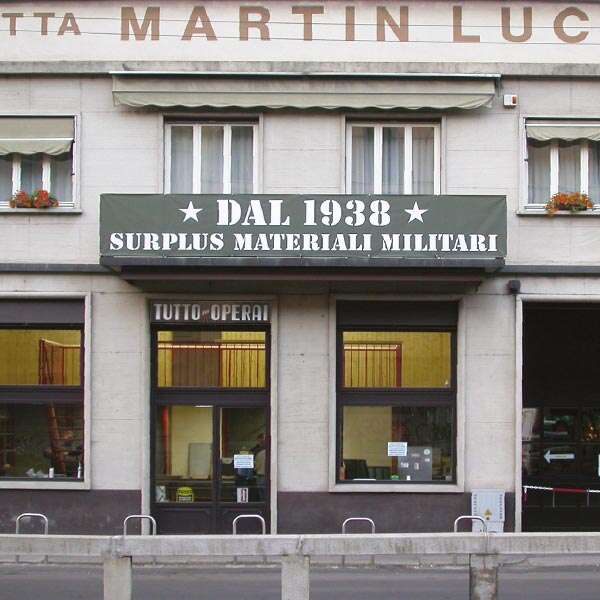 TTA MARTIN LUC
★ DAL 1938 ★
SURPLUS MATERIALI MILITARI
TUTTO PER OPERAI